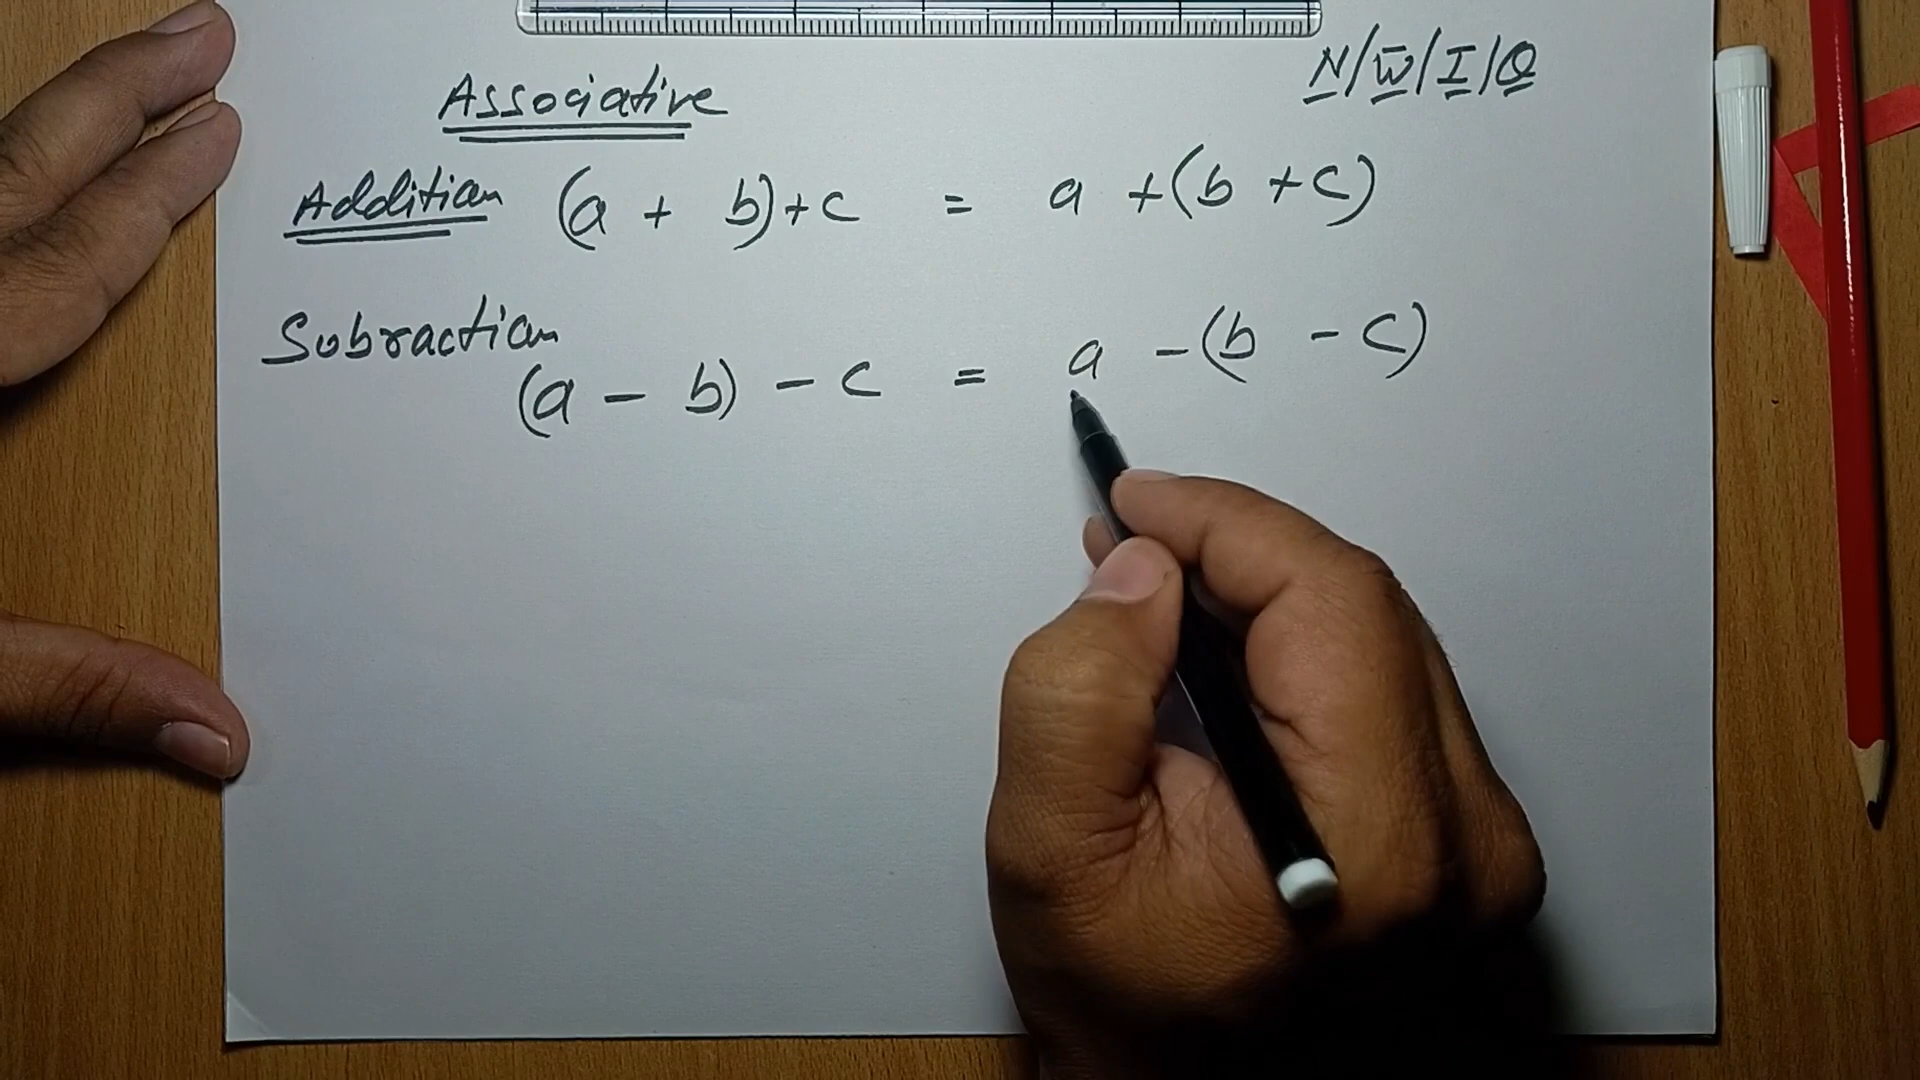 N/W/I/Q
Associative
Addition (a + b)+c = a +(b + c)
Subraction
(a - b) - c = a - (b - c)